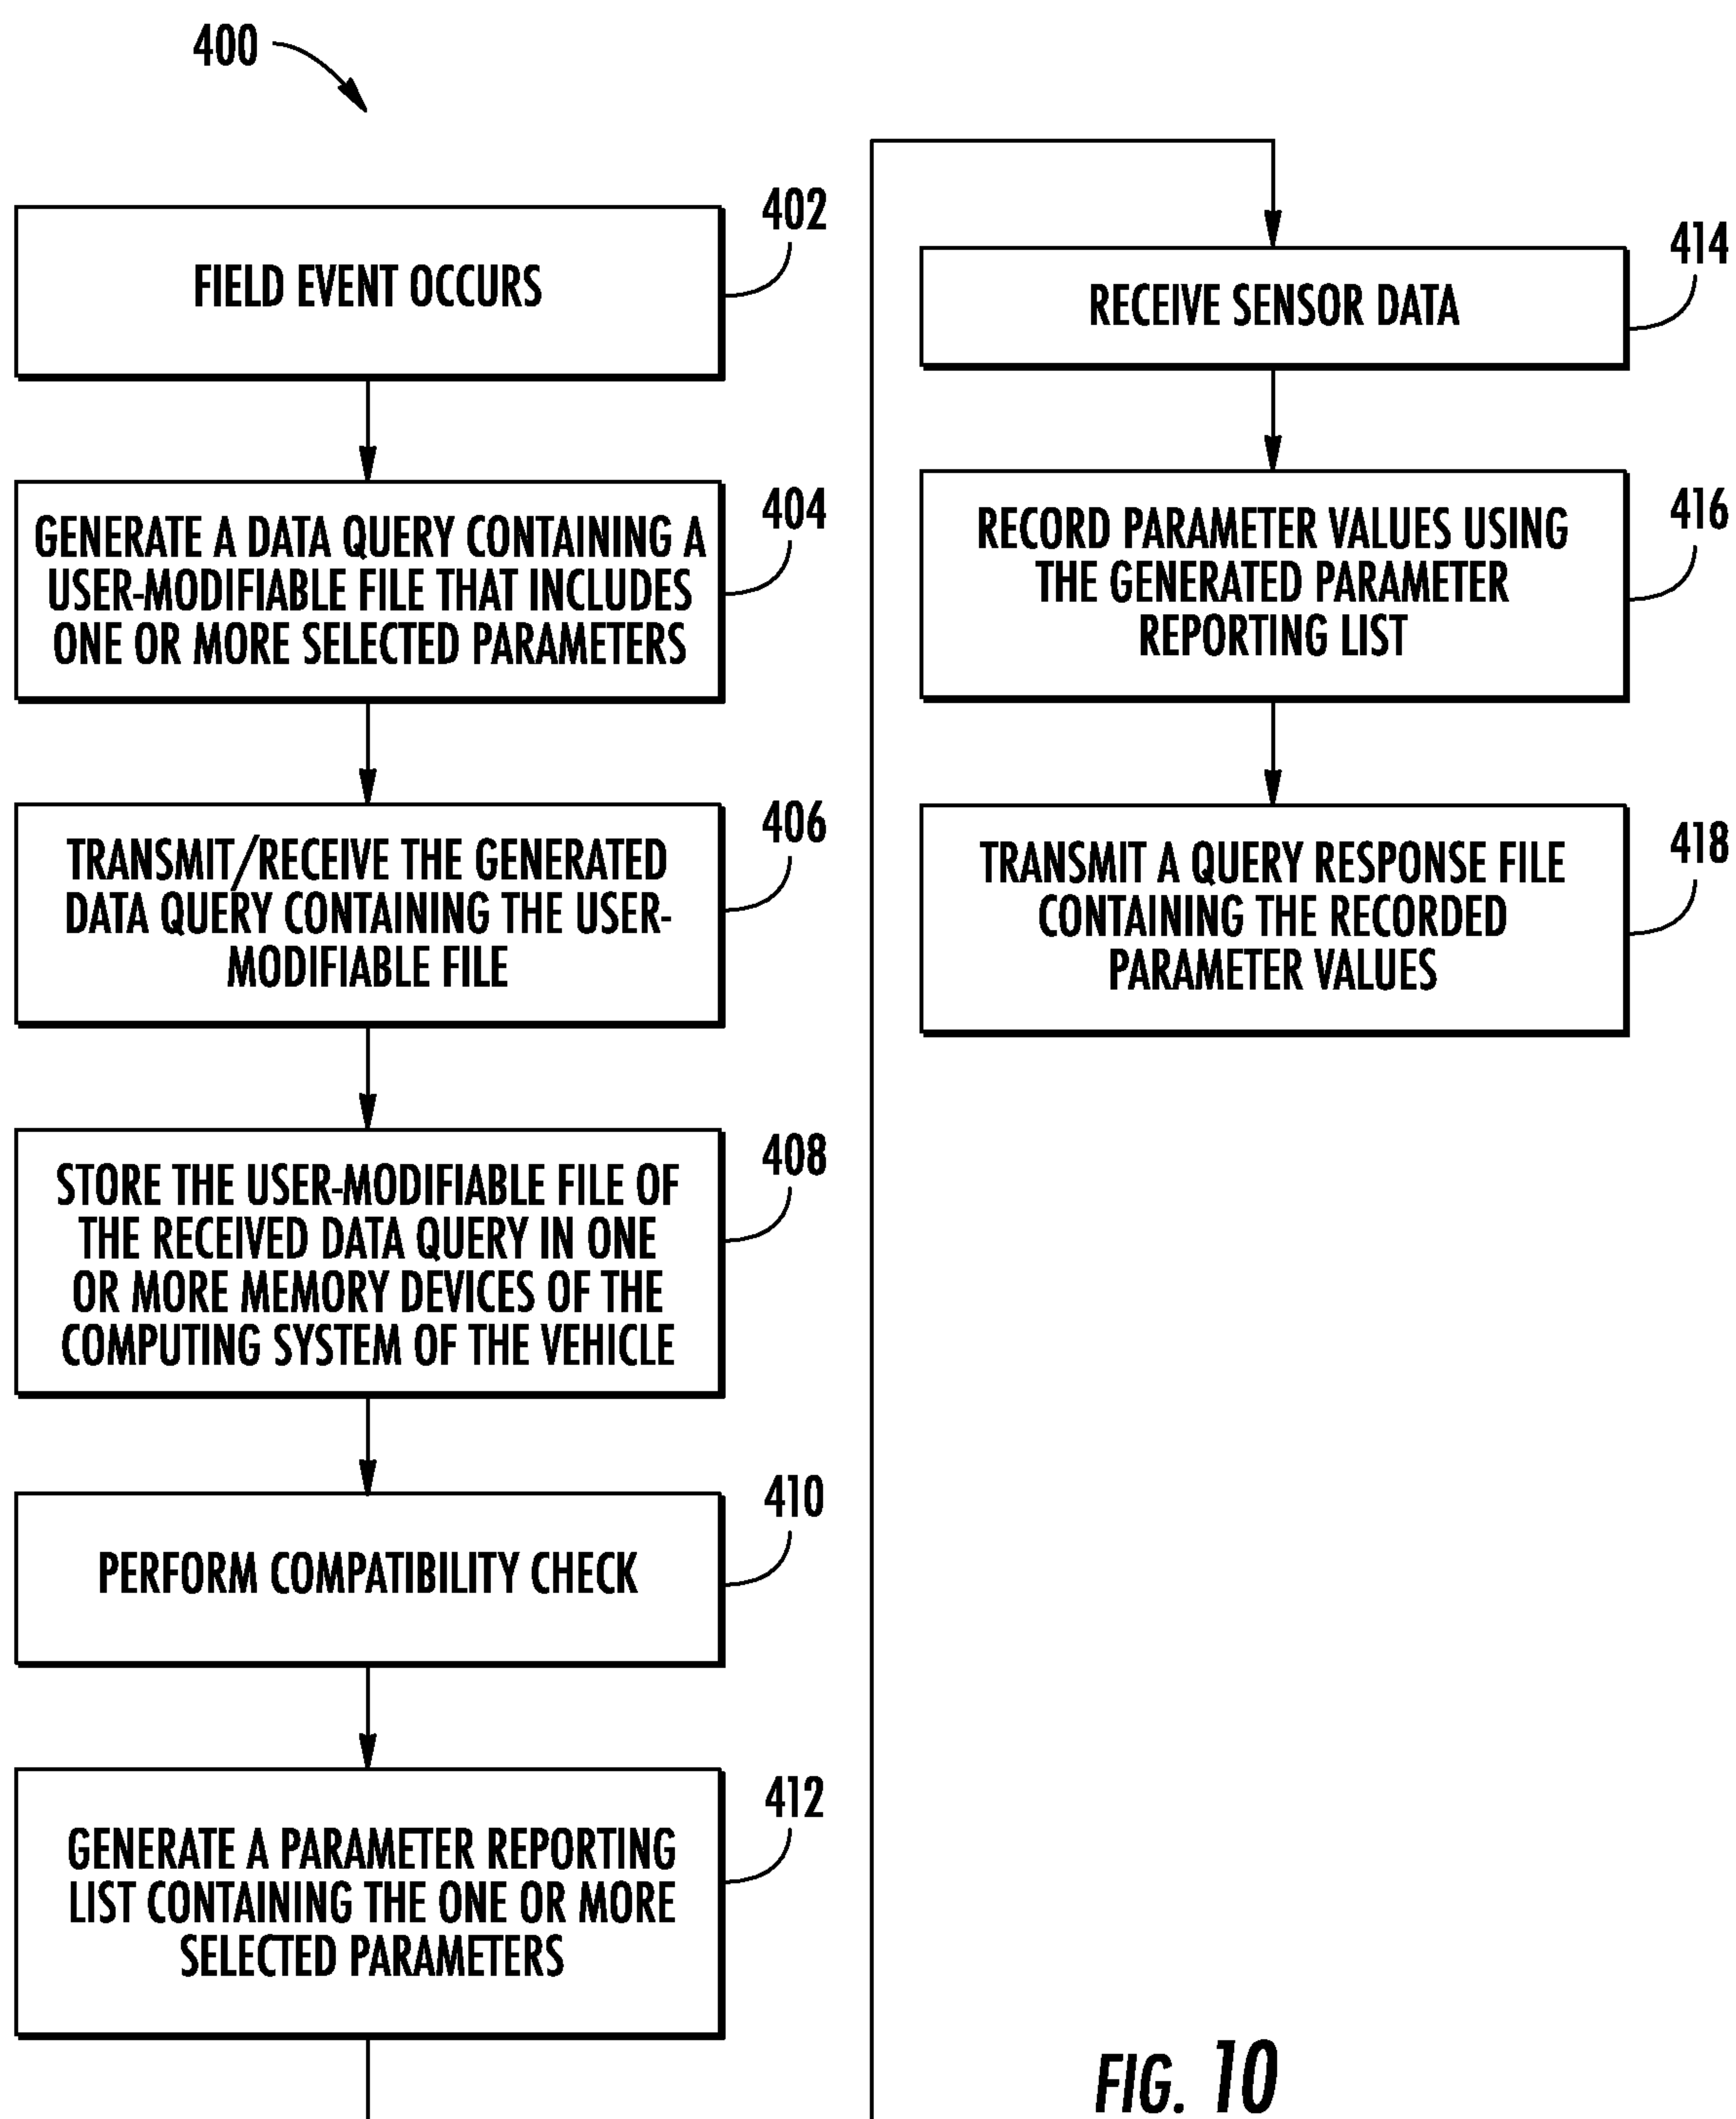 400
402
FIELD EVENT OCCURS
404
GENERATE A DATA QUERY CONTAINING A
USER-MODIFIABLE FILE THAT INCLUDES
ONE OR MORE SELECTED PARAMETERS
406
TRANSMIT/RECEIVE THE GENERATED
DATA QUERY CONTAINING THE USER-
MODIFIABLE FILE
408
STORE THE USER-MODIFIABLE FILE OF
THE RECEIVED DATA QUERY IN ONE
OR MORE MEMORY DEVICES OF THE
COMPUTING SYSTEM OF THE VEHICLE
410
PERFORM COMPATIBILITY CHECK
412
GENERATE A PARAMETER REPORTING
LIST CONTAINING THE ONE OR MORE
SELECTED PARAMETERS
414
RECEIVE SENSOR DATA
416
RECORD PARAMETER VALUES USING
THE GENERATED PARAMETER
REPORTING LIST
418
TRANSMIT A QUERY RESPONSE FILE
CONTAINING THE RECORDED
PARAMETER VALUES
FIG. 10